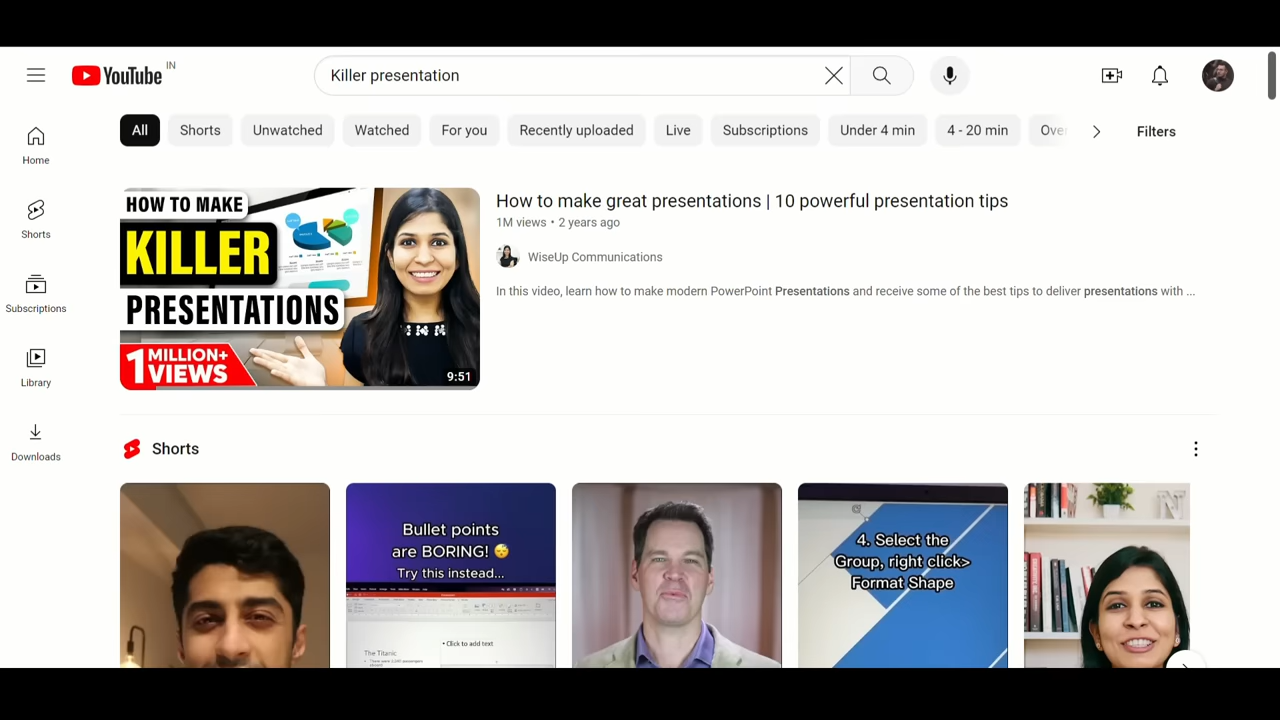 YouTube IN
Killer presentation
All Shorts Unwatched Watched For you Recently uploaded Live Subscriptions Under 4 min 4 - 20 min Over Filters
Home
Shorts
Subscriptions
Library
Downloads
HOW TO MAKE
KILLER
PRESENTATIONS
1 MILLION+
VIEWS
9:51
How to make great presentations | 10 powerful presentation tips
1M views • 2 years ago
WiseUp Communications
In this video, learn how to make modern PowerPoint Presentations and receive some of the best tips to deliver presentations with ...
Shorts
Bullet points
are BORING! 😴
Try this instead...
The Titanic
• Click to add text
4. Select the
Group, right click>
Format Shape
N